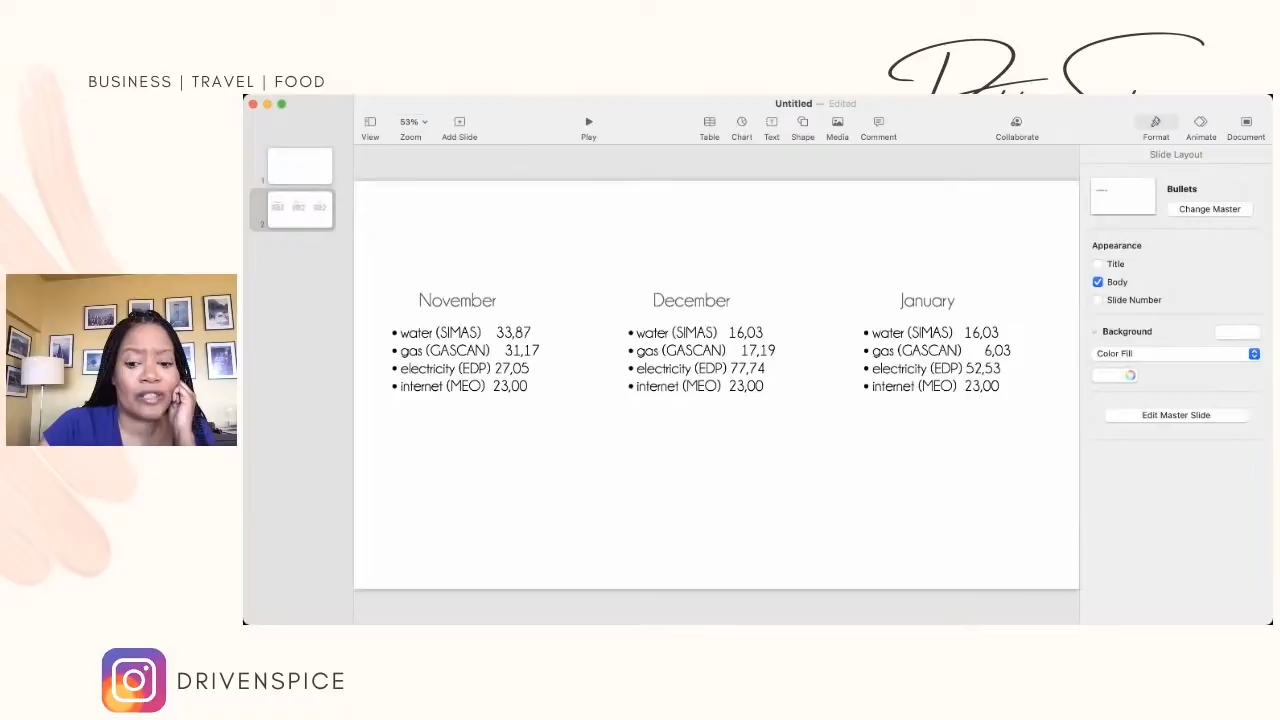 BUSINESS | TRAVEL | FOOD
Untitled — Edited
View
53%
Zoom
Add Slide
Play
Table
Chart
Text
Shape
Media
Comment
Collaborate
Format
Animate
Document
1
2
November
• water (SIMAS) 33,87
• gas (GASCAN) 31,17
• electricity (EDP) 27,05
• internet (MEO) 23,00
December
• water (SIMAS) 16,03
• gas (GASCAN) 17,19
• electricity (EDP) 77,74
• internet (MEO) 23,00
January
• water (SIMAS) 16,03
• gas (GASCAN) 6,03
• electricity (EDP) 52,53
• internet (MEO) 23,00
Slide Layout
Bullets
Change Master
Appearance
Title
Body
Slide Number
Background
Color Fill
Edit Master Slide
DRIVENSPICE